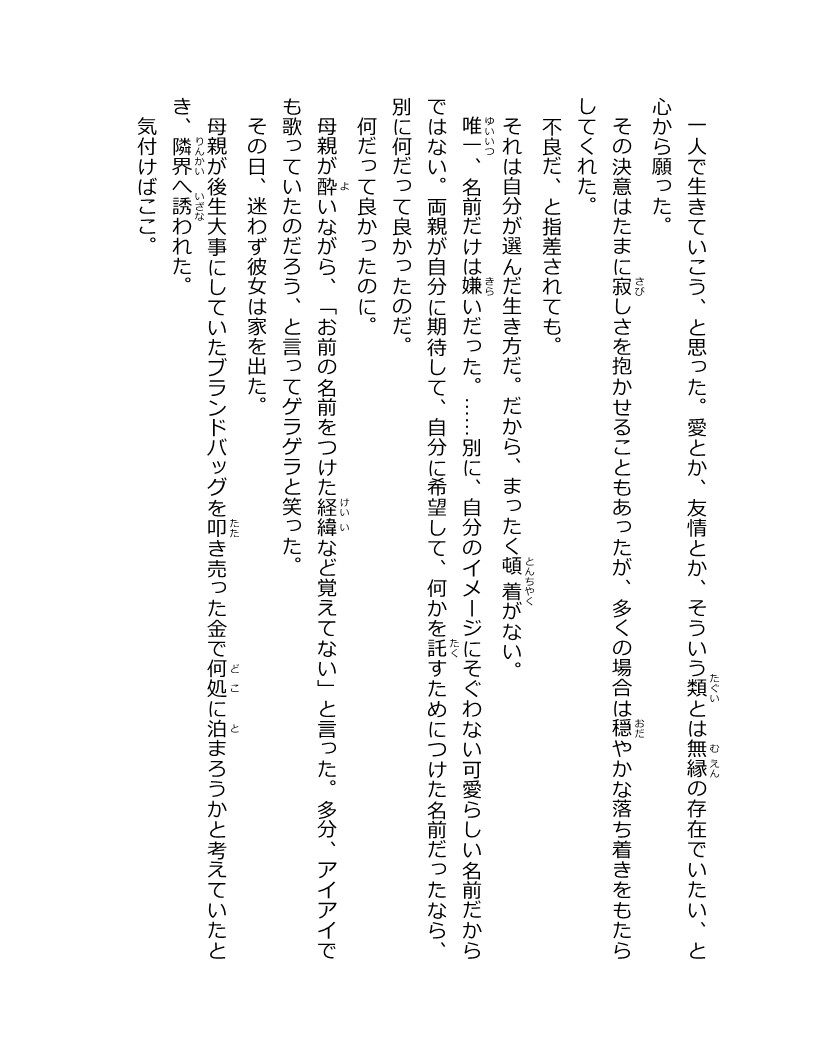 一人で生きていこう、と思った。愛とか、友情とか、そういう類とは無縁の存在でいたい、と
心から願った。
その決意はたまに寂しさを抱かせることもあったが、多くの場合は穏やかな落ち着きをもたら
してくれた。
不良だ、と指差されても。
それは自分が選んだ生き方だ。だから、まったく頓着がない。
唯一、名前だけは嫌いだった。……別に、自分のイメージにそぐわない可愛らしい名前だから
ではない。両親が自分に期待して、自分に希望して、何かを託すためにつけた名前だったなら、
別に何だって良かったのだ。
何だって良かったのに。
母親が酔いながら、「お前の名前をつけた経緯など覚えてない」と言った。多分、アイアイで
も歌っていたのだろう、と言ってゲラゲラと笑った。
その日、迷わず彼女は家を出た。
母親が後生大事にしていたブランドバッグを叩き売った金で何処に泊まろうかと考えていたと
き、隣界へ誘われた。
気付けばここ。